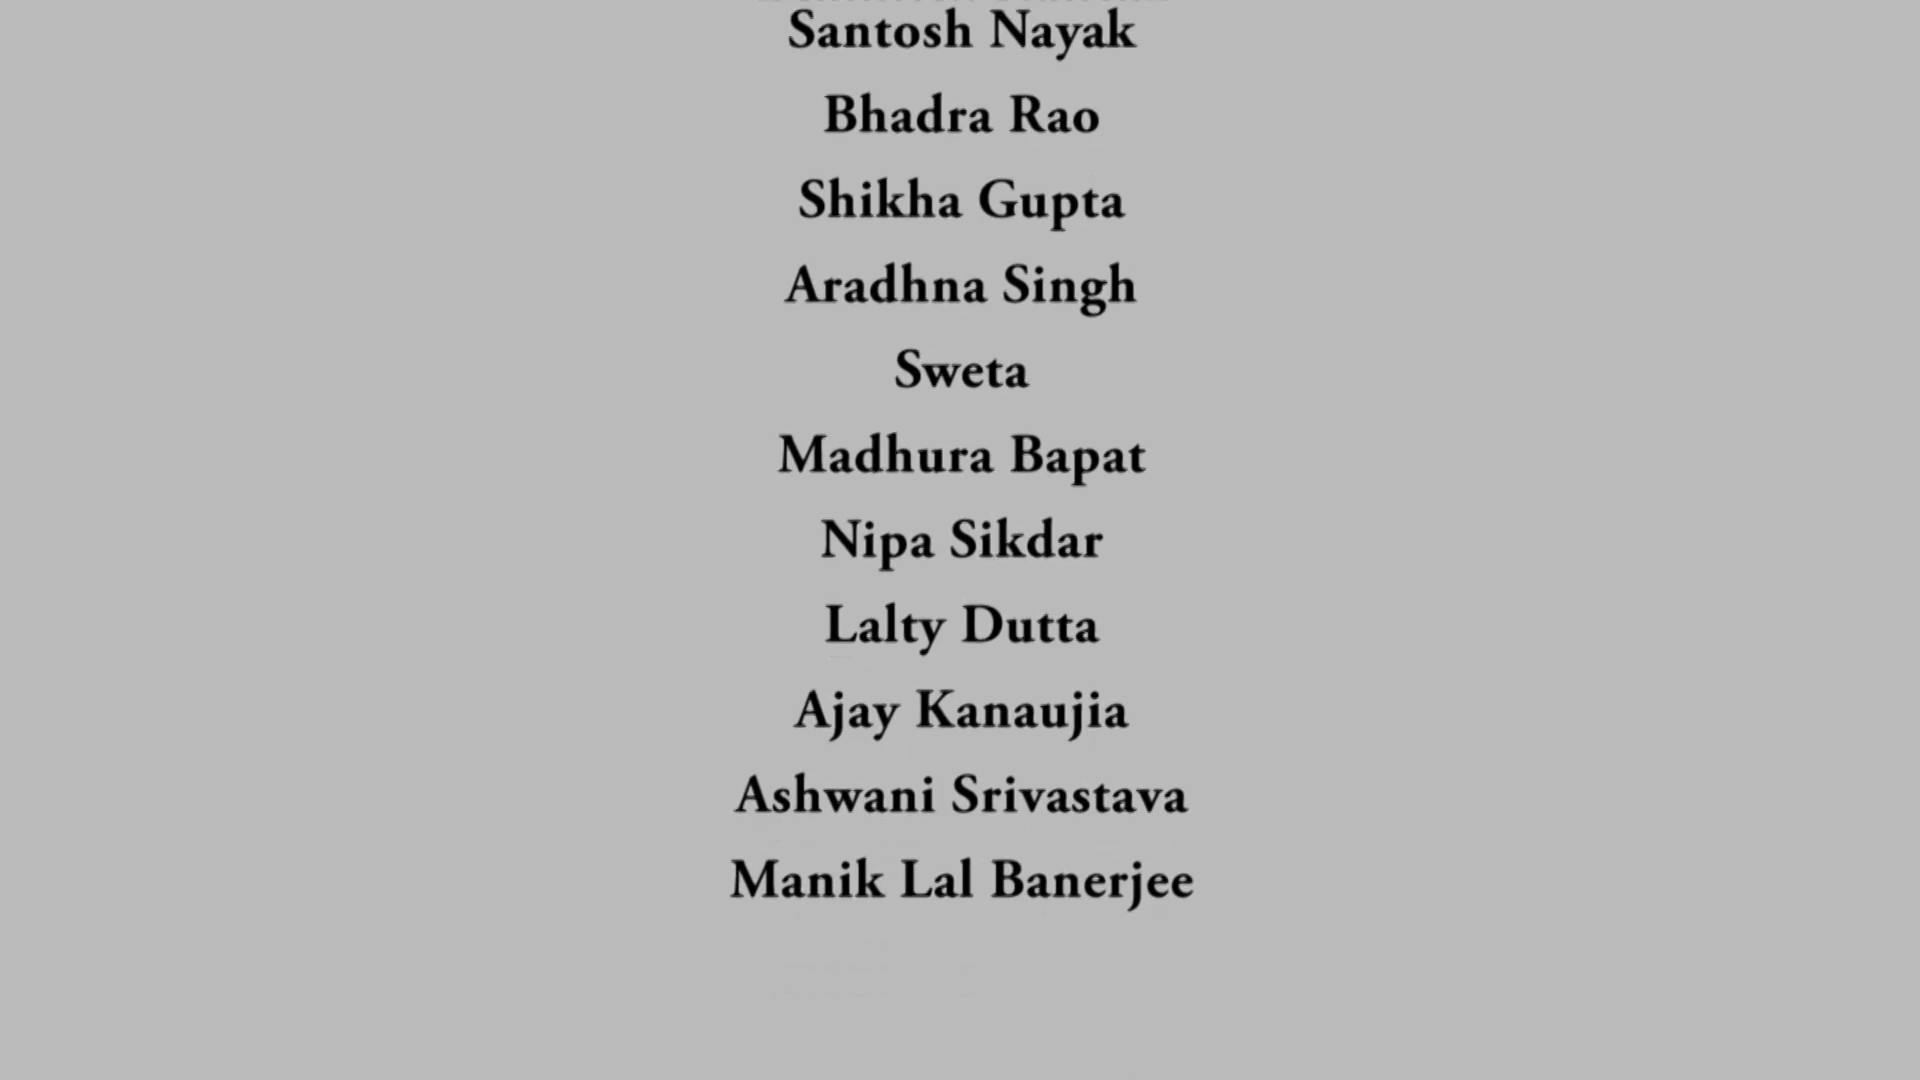 Santosh Nayak
Bhadra Rao
Shikha Gupta
Aradhna Singh
Sweta
Madhura Bapat
Nipa Sikdar
Lalty Dutta
Ajay Kanaujia
Ashwani Srivastava
Manik Lal Banerjee